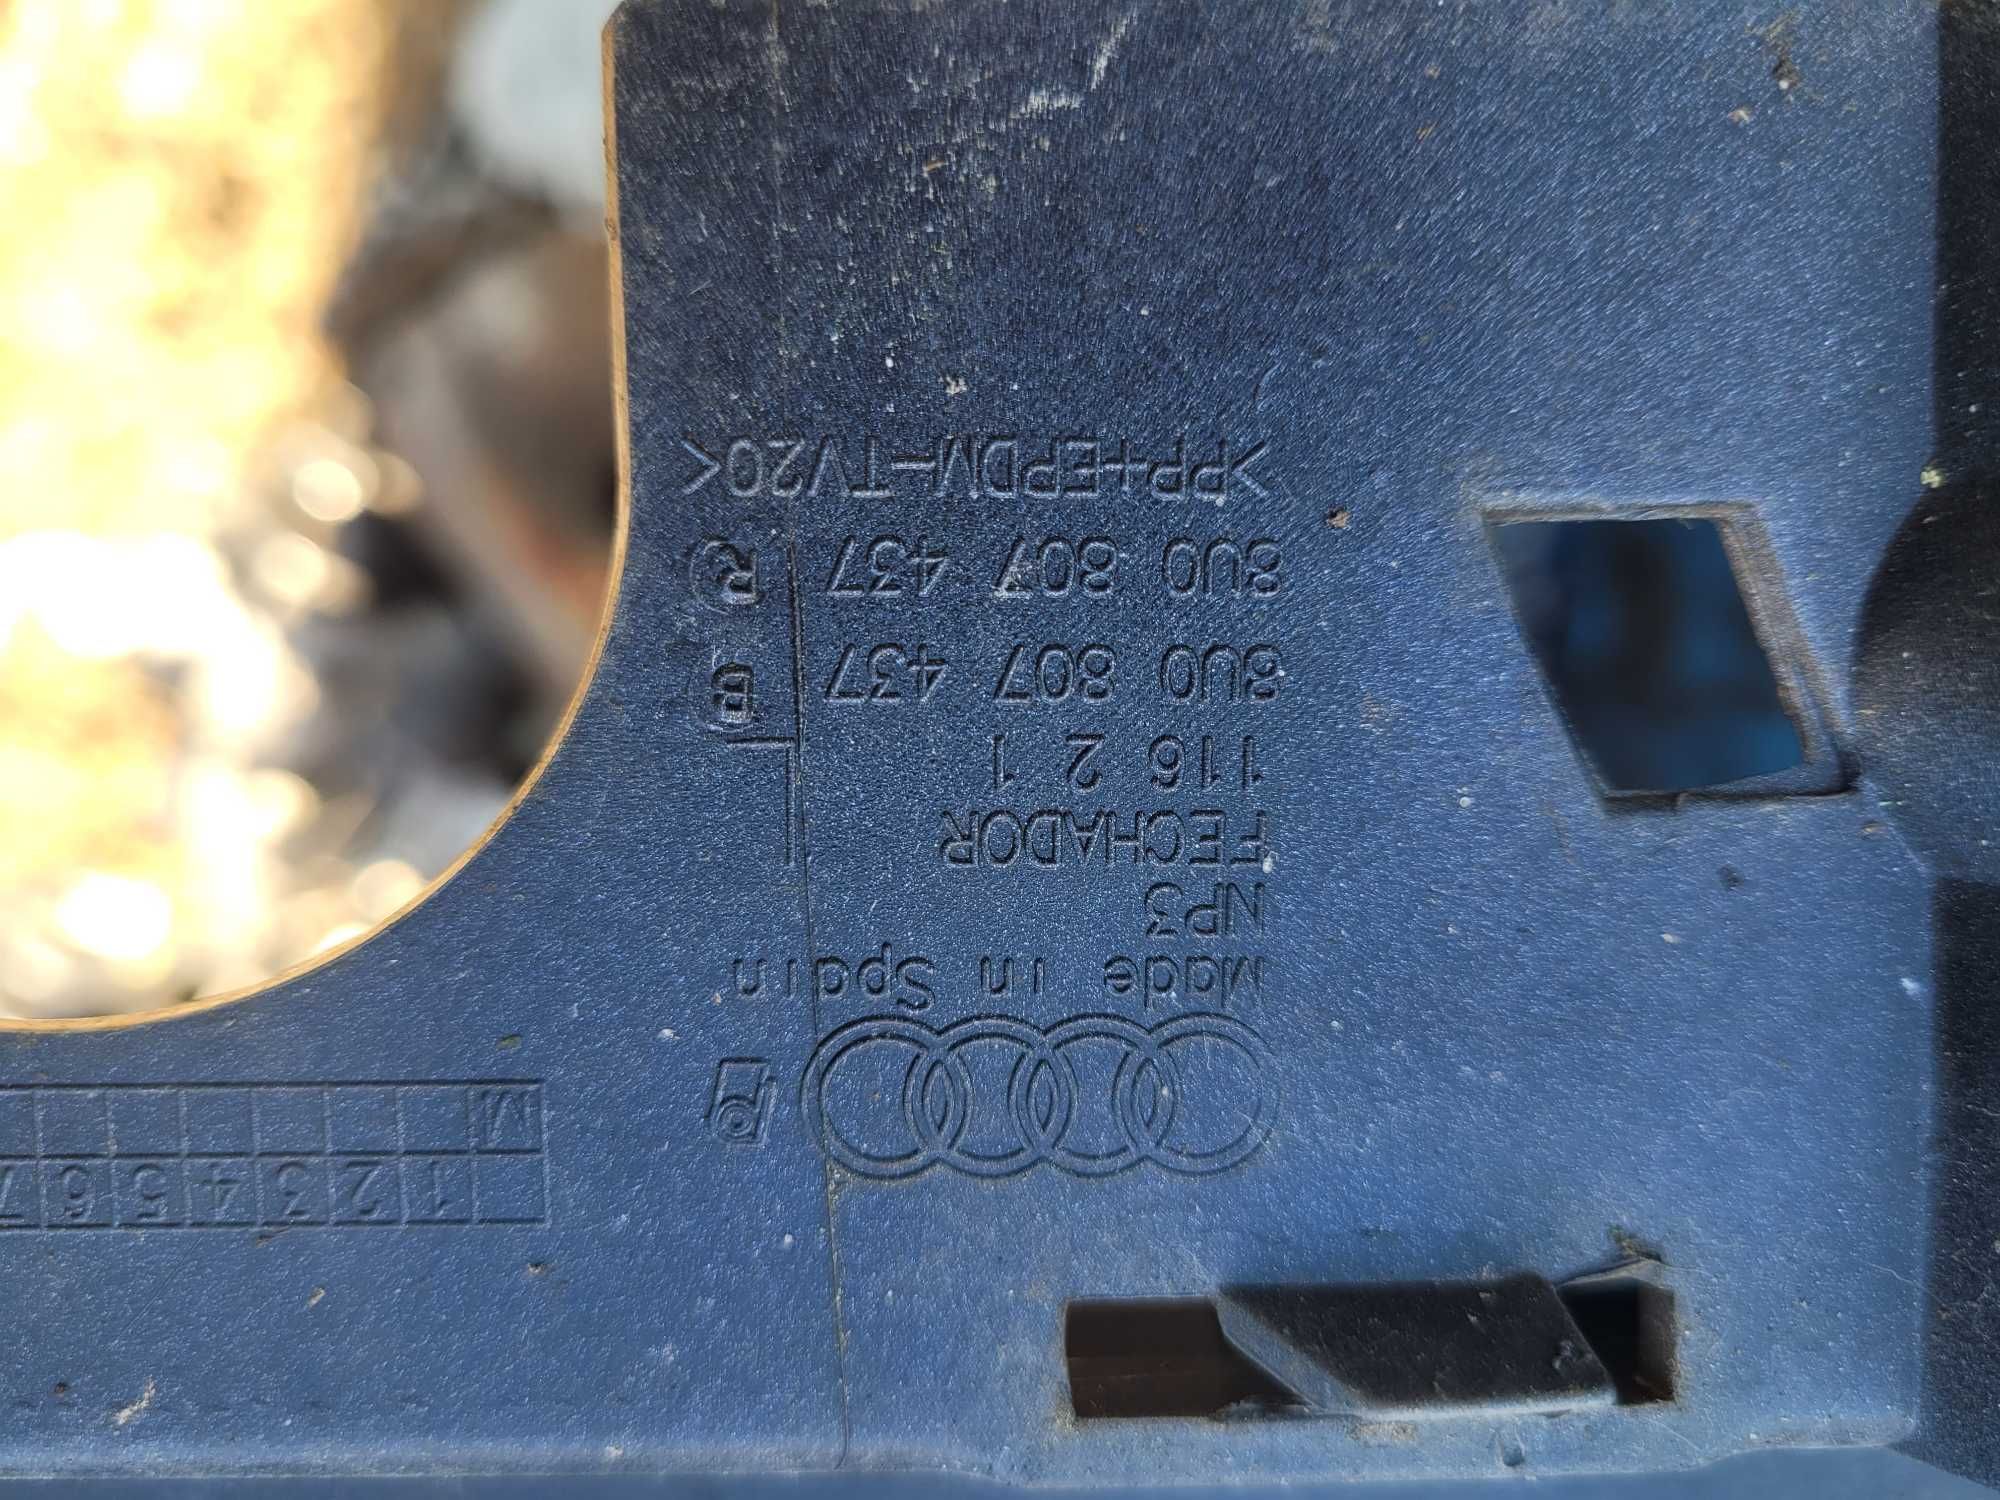 1 2 3 4 5 6 7
M
Made in Spain
NP3
FECHADOR
116 2 1
8U0 807 437
8U0 807 437 R
>PP+EPDM-TV20<